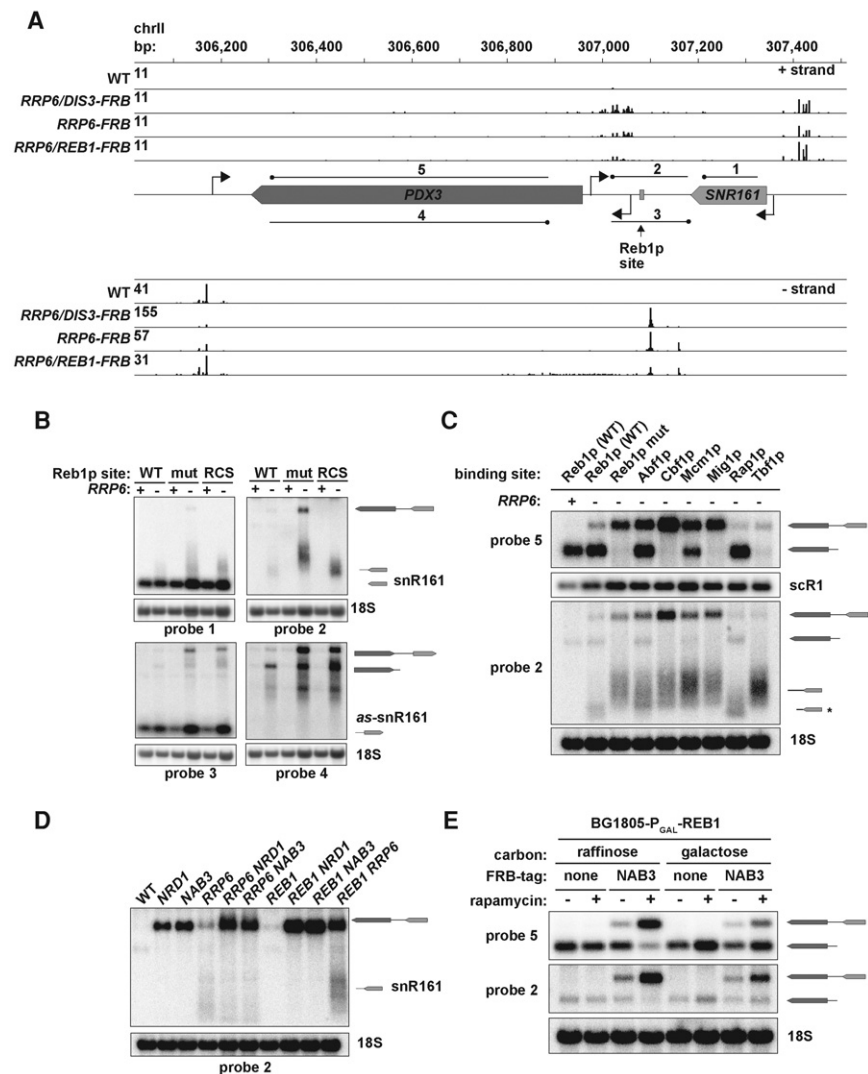 A
chrII
bp: 306,200 306,400 306,600 306,800 307,000 307,200 307,400
WT 11 + strand
RRP6/DIS3-FRB 11
RRP6-FRB 11
RRP6/REB1-FRB 11
5 2 1
PDX3 SNR161
4 3
Reb1p
site
WT 41 - strand
RRP6/DIS3-FRB 155
RRP6-FRB 57
RRP6/REB1-FRB 31
B
Reb1p site: WT mut RCS WT mut RCS
RRP6: + - + - + - + - + - + -
snR161
18S
probe 1 probe 2
as-snR161
18S
probe 3 probe 4
C
binding site: Reb1p (WT) Reb1p (WT) Reb1p mut Abf1p Cbf1p Mcm1p Mig1p Rap1p Tbf1p
RRP6: + - - - - - - - -
probe 5
scR1
probe 2
*
18S
D
WT NRD1 NAB3 RRP6 RRP6 NRD1 RRP6 NAB3 REB1 REB1 NRD1 REB1 NAB3 REB1 RRP6
snR161
18S
probe 2
E
BG1805-PGAL-REB1
carbon: raffinose galactose
FRB-tag: none NAB3 none NAB3
rapamycin: - + - + - + - +
probe 5
probe 2
18S